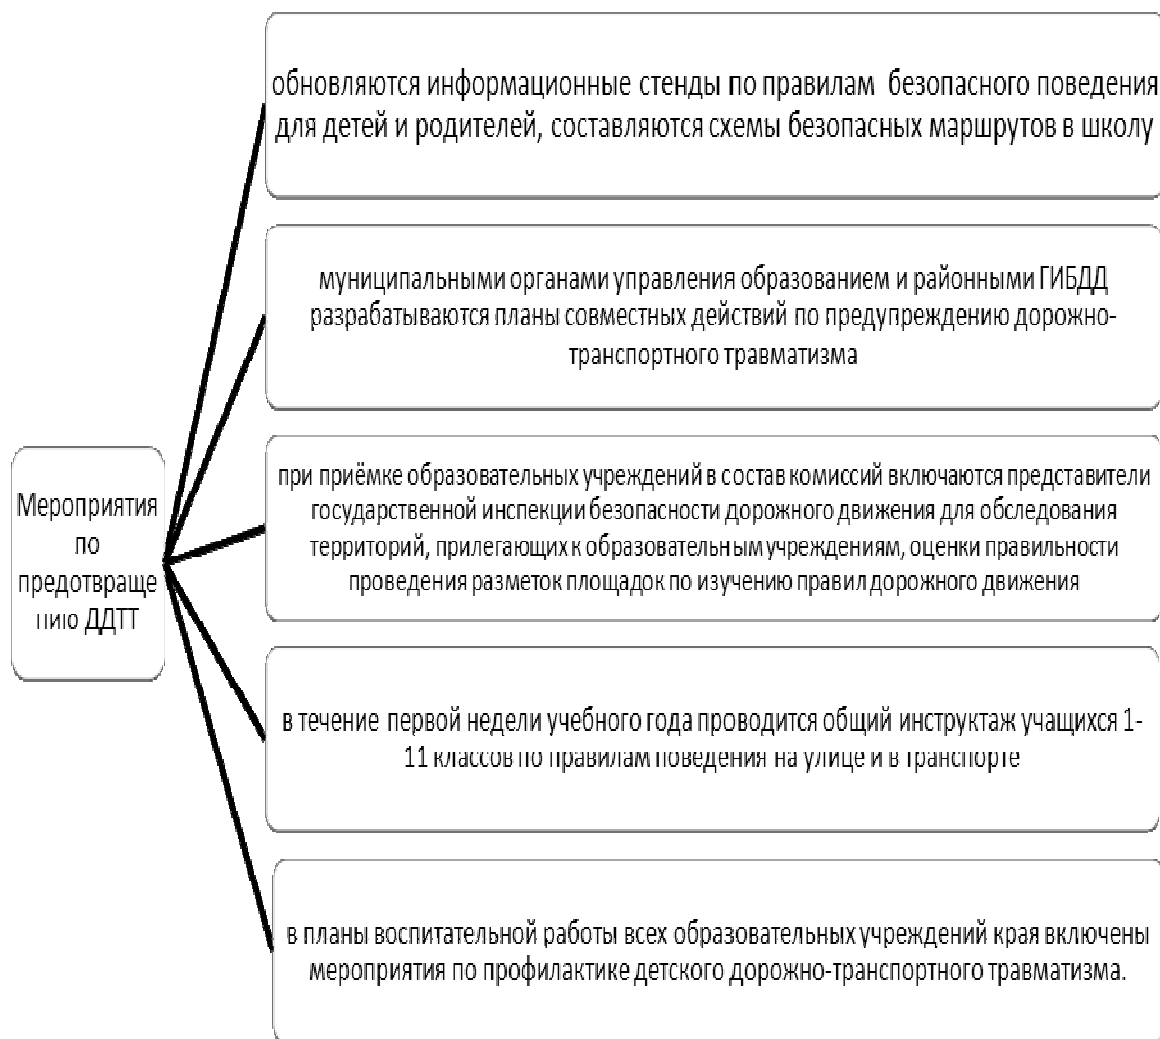 обновляются информационные стенды по правилам безопасного поведения
для детей и родителей, составляются схемы безопасных маршрутов в школу
муниципальными органами управления образованием и районными ГИБДД
разрабатываются планы совместных действий по предупреждению дорожно-
транспортного травматизма
Мероприятия
по
предотвраще
нию ДДТТ
при приёмке образовательных учреждений в состав комиссий включаются представители
государственной инспекции безопасности дорожного движения для обследования
территорий, прилегающих к образовательным учреждениям, оценки правильности
проведения разметок площадок по изучению правил дорожного движения
в течение первой недели учебного года проводится общий инструктаж учащихся 1-
11 классов по правилам поведения на улице и в транспорте
в планы воспитательной работы всех образовательных учреждений края включены
мероприятия по профилактике детского дорожно-транспортного травматизма.